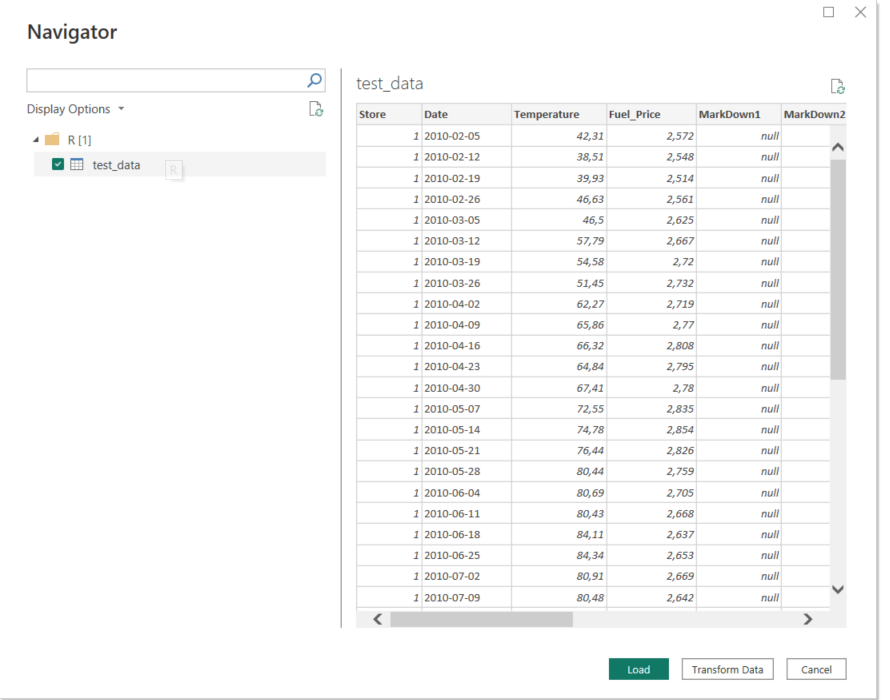 Navigator
Display Options
R [1]
test_data
R
test_data
Store Date Temperature Fuel_Price MarkDown1 MarkDown2
1 2010-02-05 42,31 2,572 null
1 2010-02-12 38,51 2,548 null
1 2010-02-19 39,93 2,514 null
1 2010-02-26 46,63 2,561 null
1 2010-03-05 46,5 2,625 null
1 2010-03-12 57,79 2,667 null
1 2010-03-19 54,58 2,72 null
1 2010-03-26 51,45 2,732 null
1 2010-04-02 62,27 2,719 null
1 2010-04-09 65,86 2,77 null
1 2010-04-16 66,32 2,808 null
1 2010-04-23 64,84 2,795 null
1 2010-04-30 67,41 2,78 null
1 2010-05-07 72,55 2,835 null
1 2010-05-14 74,78 2,854 null
1 2010-05-21 76,44 2,826 null
1 2010-05-28 80,44 2,759 null
1 2010-06-04 80,69 2,705 null
1 2010-06-11 80,43 2,668 null
1 2010-06-18 84,11 2,637 null
1 2010-06-25 84,34 2,653 null
1 2010-07-02 80,91 2,669 null
1 2010-07-09 80,48 2,642 null
Load Transform Data Cancel